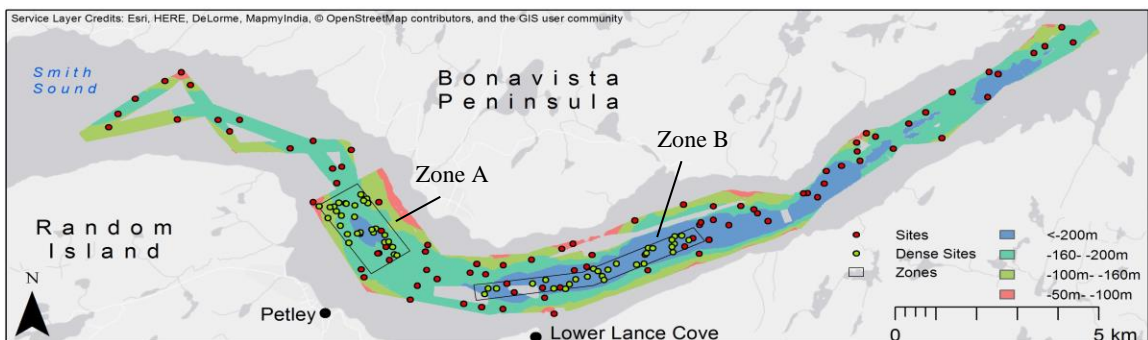 Service Layer Credits: Esri, HERE, DeLorme, MapmyIndia, © OpenStreetMap contributors, and the GIS user community
Smith
Sound
Bonavista
Peninsula
Zone B
Zone A
Random
Island
N
Petley
Lower Lance Cove
Sites
Dense Sites
Zones
<-200m
-160- -200m
-100m- -160m
-50m- -100m
0 5 km